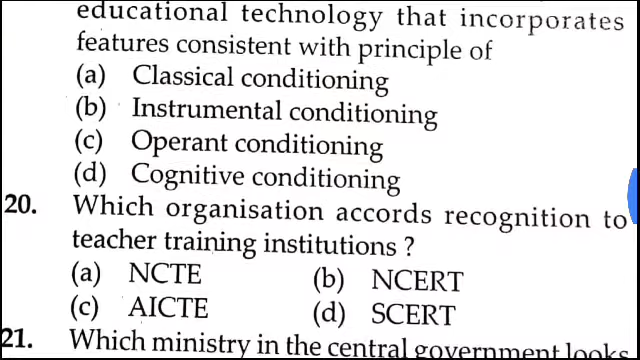 educational technology that incorporates
features consistent with principle of
(a) Classical conditioning
(b) Instrumental conditioning
(c) Operant conditioning
(d) Cognitive conditioning
20. Which organisation accords recognition to
teacher training institutions ?
(a) NCTE (b) NCERT
(c) AICTE (d) SCERT
21. Which ministry in the central government looks